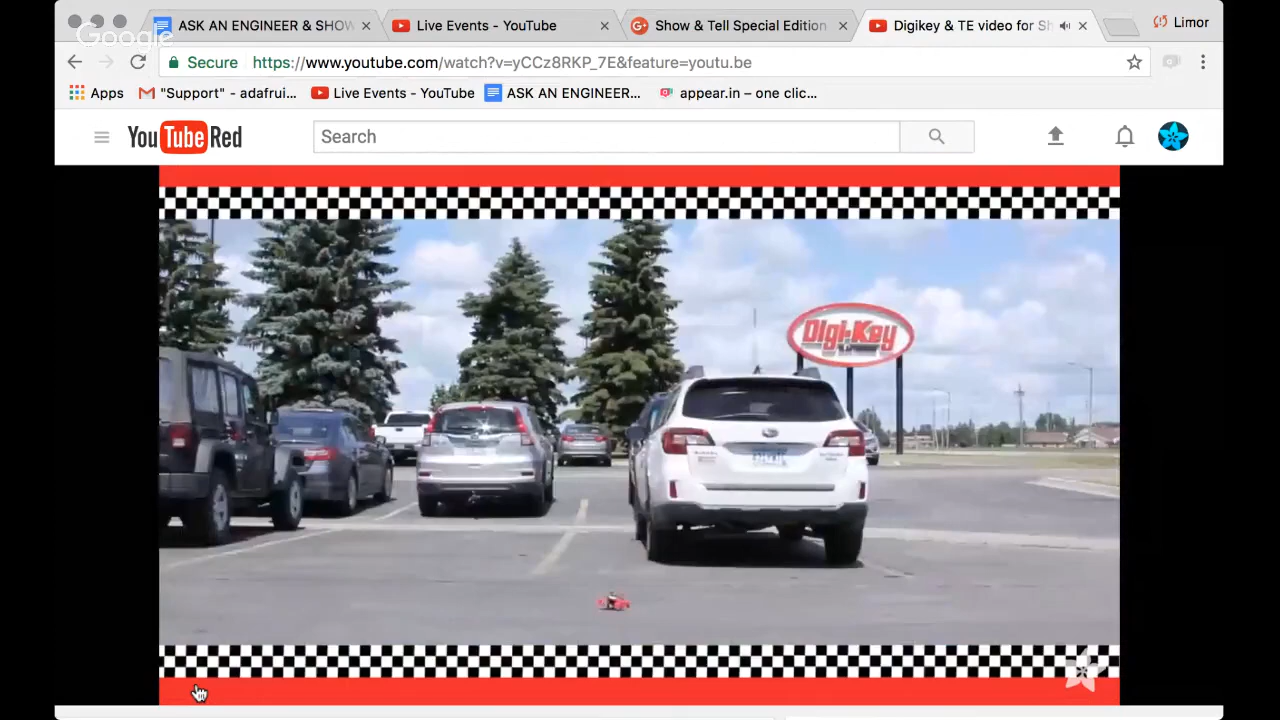 ASK AN ENGINEER & SHOW
Live Events - YouTube
Show & Tell Special Edition
Digikey & TE video for Sh
Limor
Google
Secure https://www.youtube.com/watch?v=yCCz8RKP_7E&feature=youtu.be
Apps "Support" - adafrui... Live Events - YouTube ASK AN ENGINEER... appear.in – one clic...
YouTube Red
Search
Digi-Key